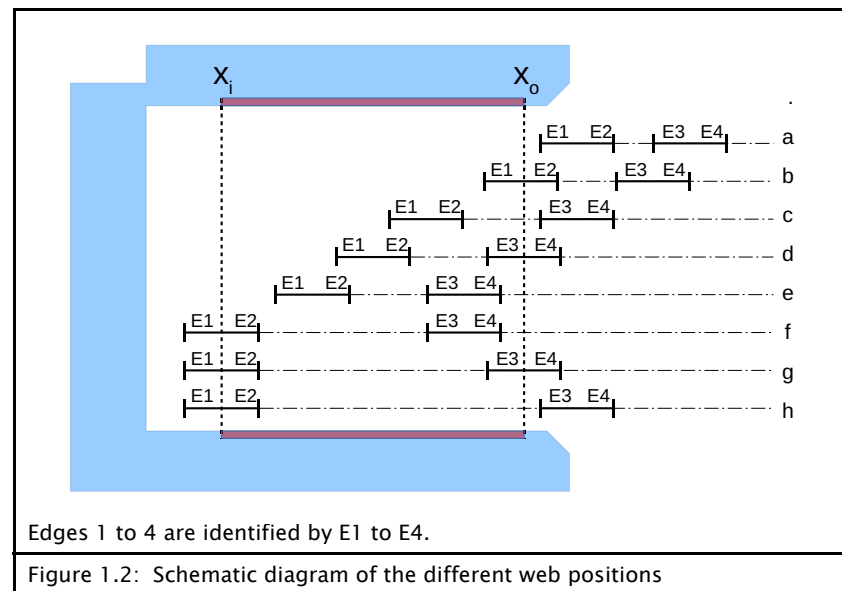 Xi Xo
.
E1 E2 E3 E4 a
E1 E2 E3 E4 b
E1 E2 E3 E4 c
E1 E2 E3 E4 d
E1 E2 E3 E4 e
E1 E2 E3 E4 f
E1 E2 E3 E4 g
E1 E2 E3 E4 h
Edges 1 to 4 are identified by E1 to E4.
Figure 1.2: Schematic diagram of the different web positions